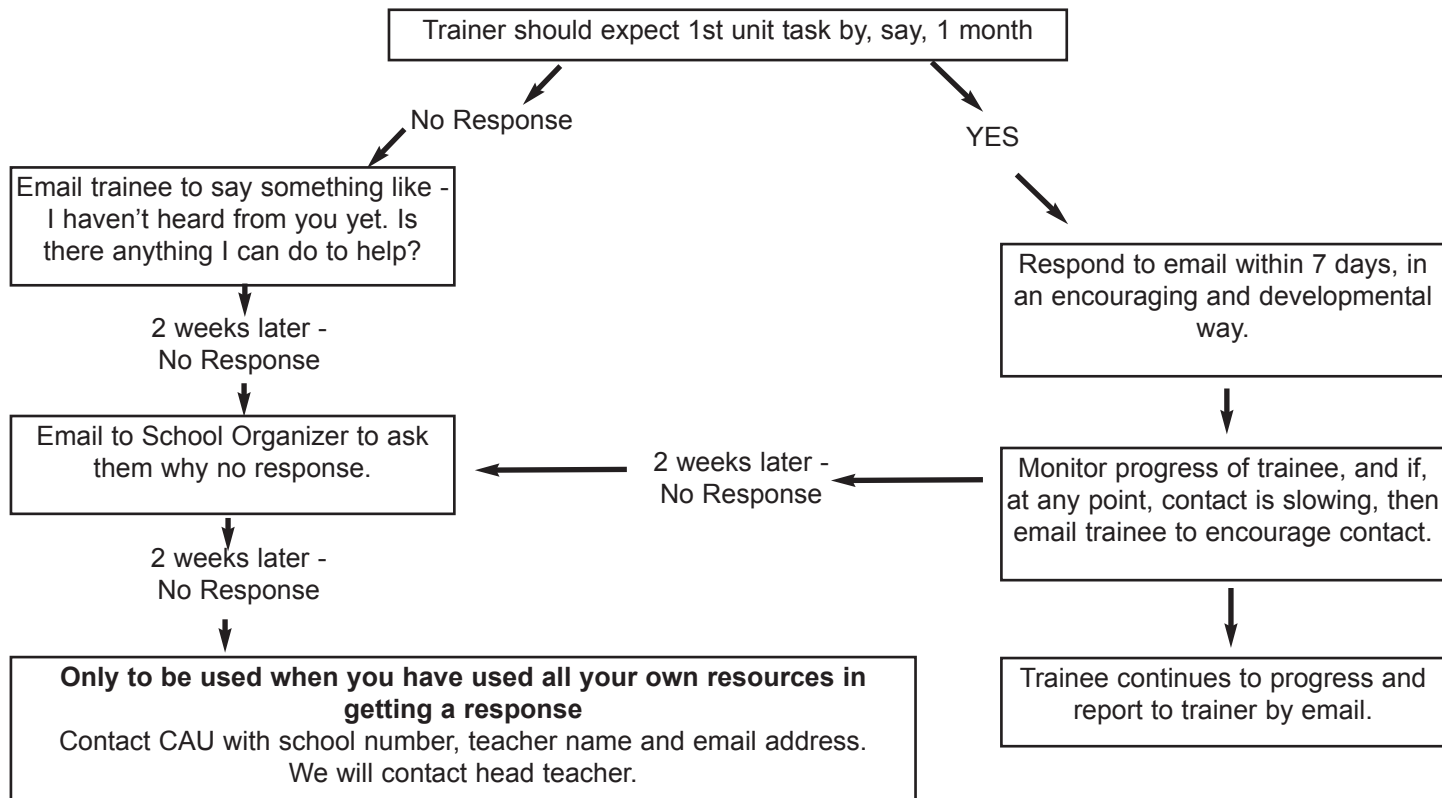 Trainer should expect 1st unit task by, say, 1 month
No Response
YES
Email trainee to say something like -
I haven't heard from you yet. Is
there anything I can do to help?
2 weeks later -
No Response
Respond to email within 7 days, in
an encouraging and developmental
way.
Email to School Organizer to ask
them why no response.
2 weeks later -
No Response
Monitor progress of trainee, and if,
at any point, contact is slowing, then
email trainee to encourage contact.
2 weeks later -
No Response
Only to be used when you have used all your own resources in
getting a response
Contact CAU with school number, teacher name and email address.
We will contact head teacher.
Trainee continues to progress and
report to trainer by email.